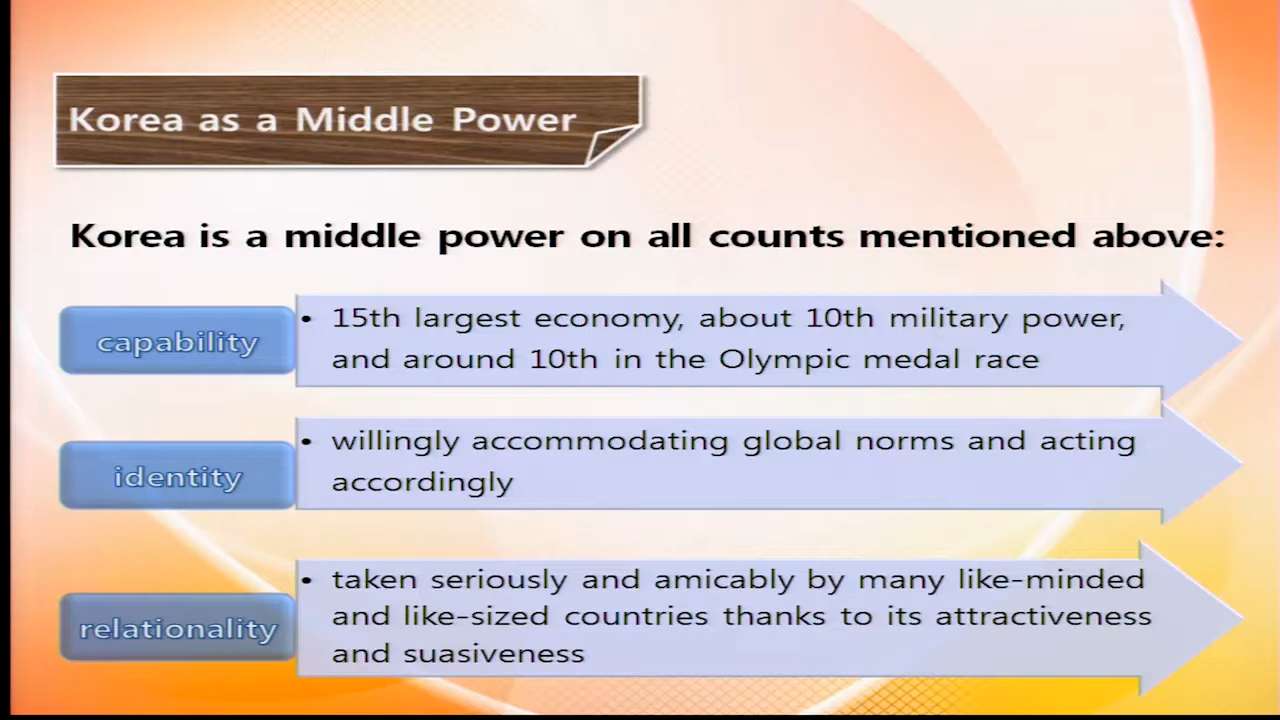 Korea as a Middle Power
Korea is a middle power on all counts mentioned above:
capability
• 15th largest economy, about 10th military power,
and around 10th in the Olympic medal race
identity
• willingly accommodating global norms and acting
accordingly
relationality
• taken seriously and amicably by many like-minded
and like-sized countries thanks to its attractiveness
and suasiveness